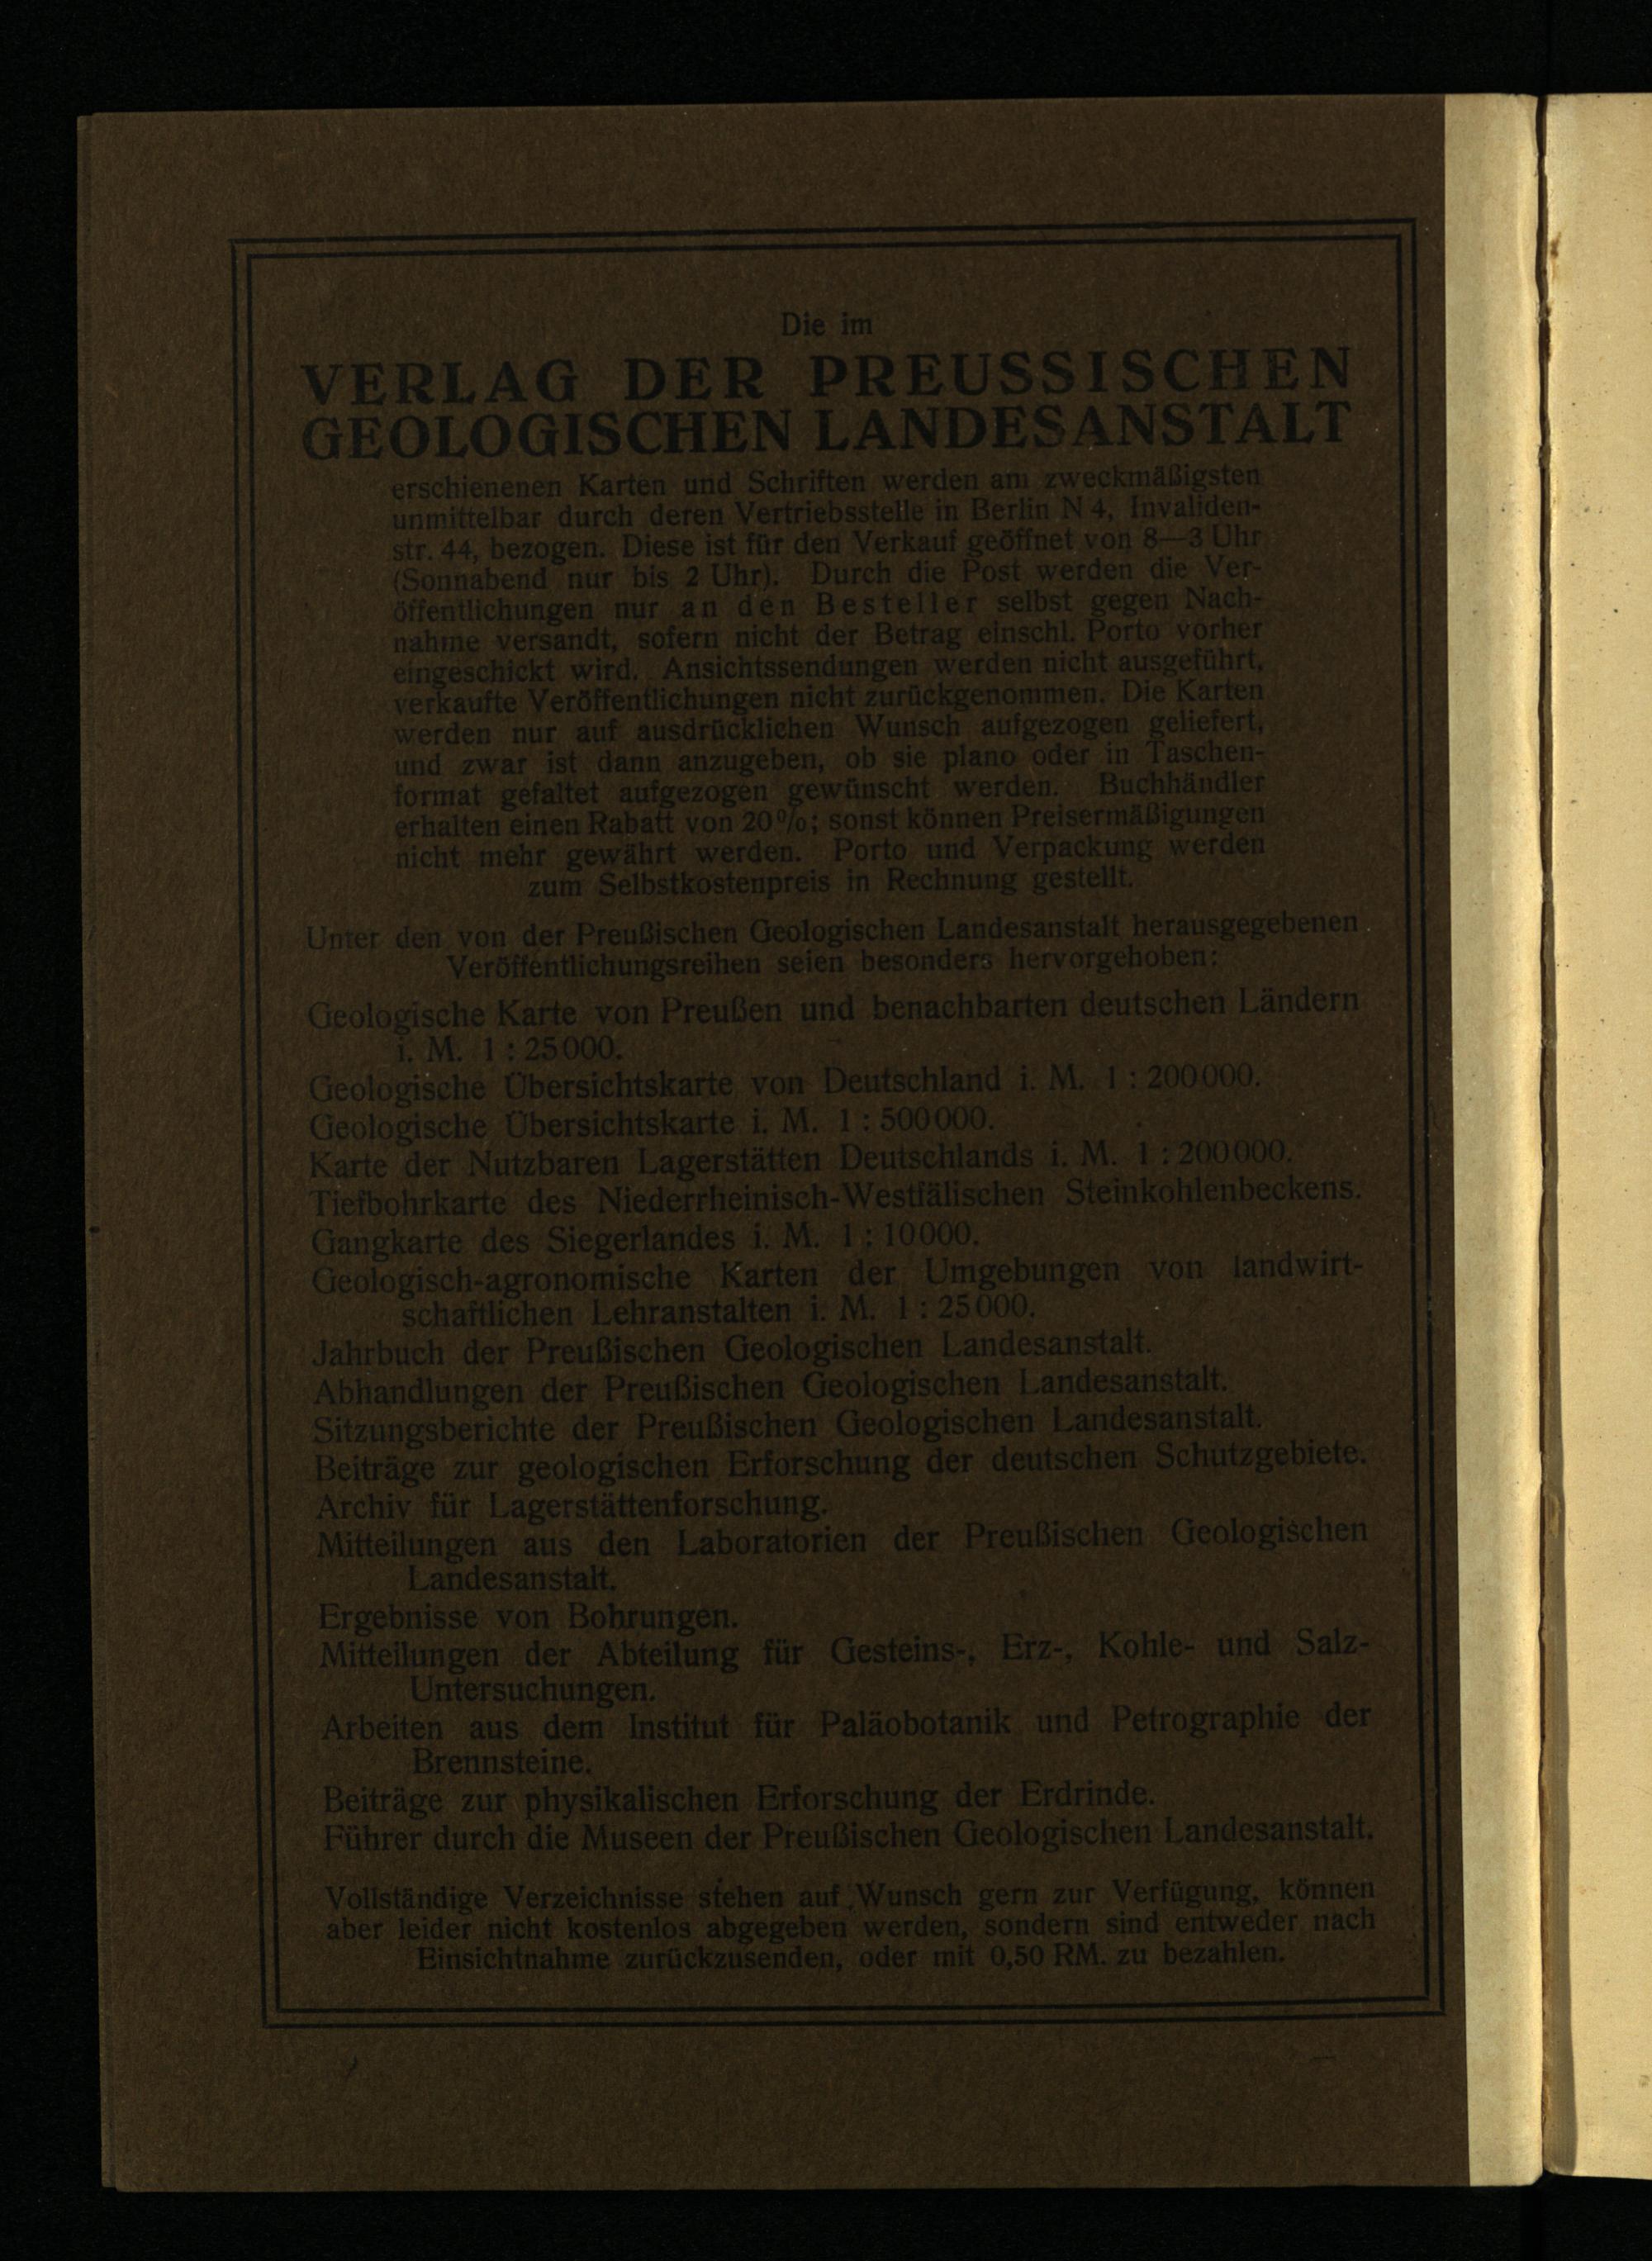 Die im
VERLAG DER PREUSSISCHEN
GEOLOGISCHEN LANDESANSTALT
erschienenen Karten und Schriften werden am zweckmäßigsten
unmittelbar durch deren Vertriebsstelle in Berlin N 4, Invaliden-
str. 44, bezogen. Diese ist für den Verkauf geöffnet von 8—3 Uhr
(Sonnabend nur bis 2 Uhr). Durch die Post werden die Ver-
öffentlichungen nur an den Besteller selbst gegen Nach-
nahme versandt, sofern nicht der Betrag einschl. Porto vorher
eingeschickt wird. Ansichtssendungen werden nicht ausgeführt,
verkaufte Veröffentlichungen nicht zurückgenommen. Die Karten
werden nur auf ausdrücklichen Wunsch aufgezogen geliefert,
und zwar ist dann anzugeben, ob sie plano oder in Taschen-
format gefaltet aufgezogen gewünscht werden. Buchhändler
erhalten einen Rabatt von 20%; sonst können Preisermäßigungen
nicht mehr gewährt werden. Porto und Verpackung werden
zum Selbstkostenpreis in Rechnung gestellt.
Unter den von der Preußischen Geologischen Landesanstalt herausgegebenen
Veröffentlichungsreihen seien besonders hervorgehoben:
Geologische Karte von Preußen und benachbarten deutschen Ländern
i. M. 1 : 25000.
Geologische Übersichtskarte von Deutschland i. M. 1 : 200000.
Geologische Übersichtskarte i. M. 1 : 500000.
Karte der Nutzbaren Lagerstätten Deutschlands i. M. 1 : 200000.
Tiefbohrkarte des Niederrheinisch-Westfälischen Steinkohlenbeckens.
Gangkarte des Siegerlandes i. M. 1 : 10000.
Geologisch-agronomische Karten der Umgebungen von landwirt-
schaftlichen Lehranstalten i. M. 1 : 25000.
Jahrbuch der Preußischen Geologischen Landesanstalt.
Abhandlungen der Preußischen Geologischen Landesanstalt.
Sitzungsberichte der Preußischen Geologischen Landesanstalt.
Beiträge zur geologischen Erforschung der deutschen Schutzgebiete.
Archiv für Lagerstättenforschung.
Mitteilungen aus den Laboratorien der Preußischen Geologischen
Landesanstalt.
Ergebnisse von Bohrungen.
Mitteilungen der Abteilung für Gesteins-, Erz-, Kohle- und Salz-
Untersuchungen.
Arbeiten aus dem Institut für Paläobotanik und Petrographie der
Brennsteine.
Beiträge zur physikalischen Erforschung der Erdrinde.
Führer durch die Museen der Preußischen Geologischen Landesanstalt.
Vollständige Verzeichnisse stehen auf Wunsch gern zur Verfügung, können
aber leider nicht kostenlos abgegeben werden, sondern sind entweder nach
Einsichtnahme zurückzusenden, oder mit 0,50 RM. zu bezahlen.